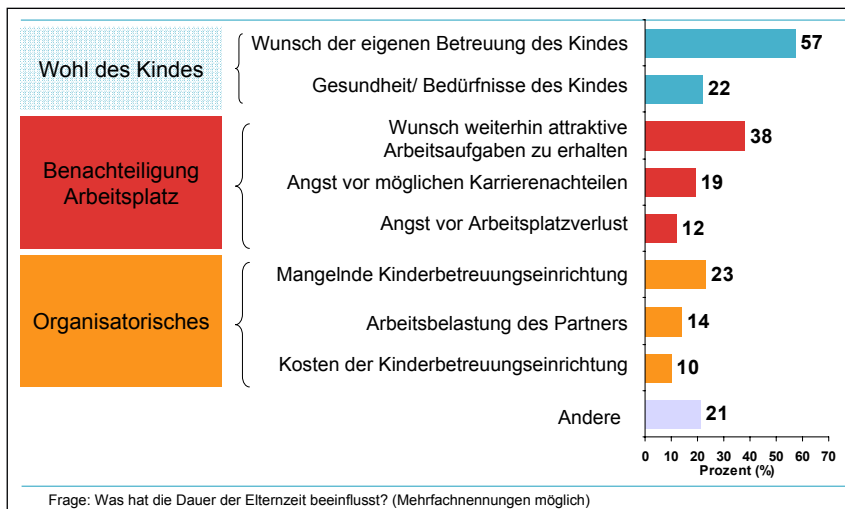 Wohl des Kindes
Wunsch der eigenen Betreuung des Kindes
57
Gesundheit/ Bedürfnisse des Kindes
22
Benachteiligung
Arbeitsplatz
Wunsch weiterhin attraktive
Arbeitsaufgaben zu erhalten
38
Angst vor möglichen Karrierenachteilen
19
Angst vor Arbeitsplatzverlust
12
Organisatorisches
Mangelnde Kinderbetreuungseinrichtung
23
Arbeitsbelastung des Partners
14
Kosten der Kinderbetreuungseinrichtung
10
Andere
21
0 10 20 30 40 50 60 70
Prozent (%)
Frage: Was hat die Dauer der Elternzeit beeinflusst? (Mehrfachnennungen möglich)